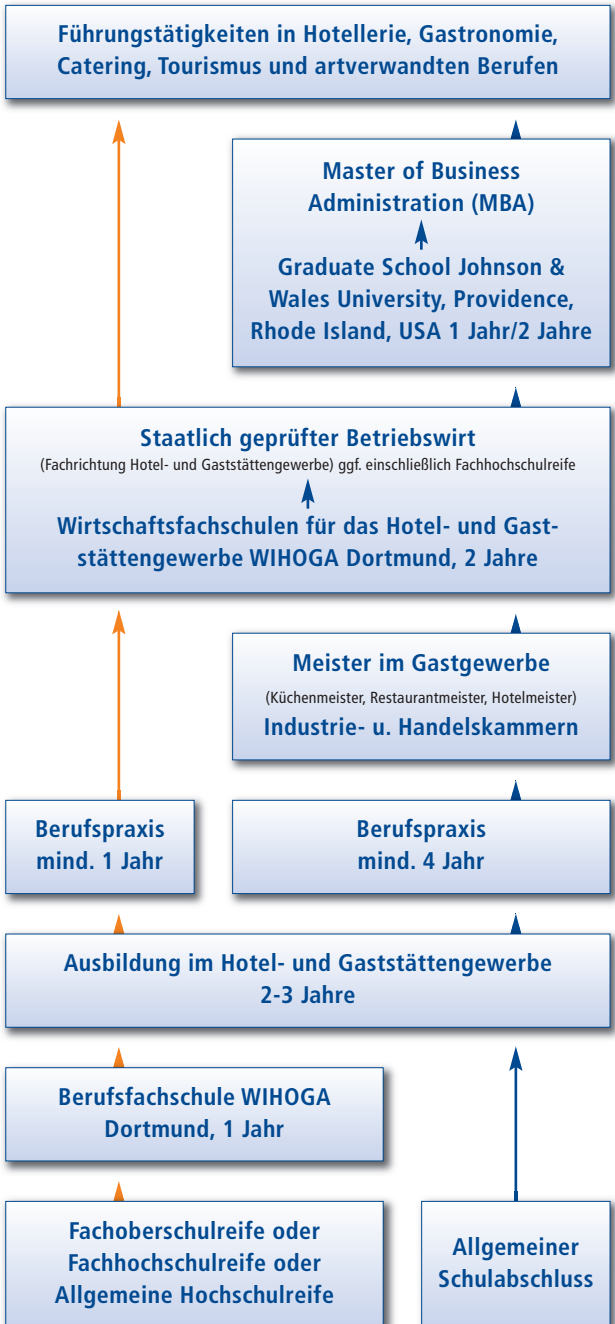 Führungstätigkeiten in Hotellerie, Gastronomie,
Catering, Tourismus und artverwandten Berufen
Master of Business
Administration (MBA)
Graduate School Johnson &
Wales University, Providence,
Rhode Island, USA 1 Jahr/2 Jahre
Staatlich geprüfter Betriebswirt
(Fachrichtung Hotel- und Gaststättengewerbe) ggf. einschließlich Fachhochschulreife
Wirtschaftsfachschulen für das Hotel- und Gast-
stättengewerbe WIHOGA Dortmund, 2 Jahre
Meister im Gastgewerbe
(Küchenmeister, Restaurantmeister, Hotelmeister)
Industrie- u. Handelskammern
Berufspraxis
mind. 1 Jahr
Berufspraxis
mind. 4 Jahr
Ausbildung im Hotel- und Gaststättengewerbe
2-3 Jahre
Berufsfachschule WIHOGA
Dortmund, 1 Jahr
Fachoberschulreife oder
Fachhochschulreife oder
Allgemeine Hochschulreife
Allgemeiner
Schulabschluss